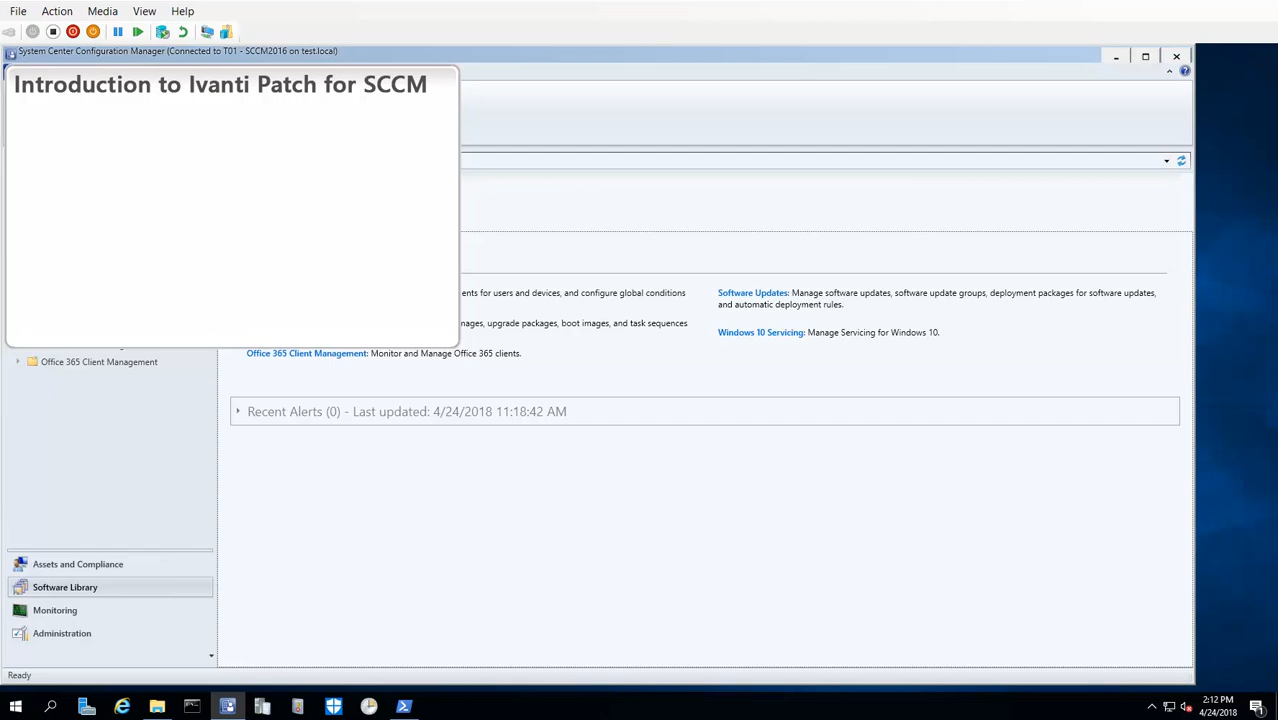 File Action Media View Help
System Center Configuration Manager (Connected to T01 - SCCM2016 on test.local)
Introduction to Ivanti Patch for SCCM
ents for users and devices, and configure global conditions
Software Updates: Manage software updates, software update groups, deployment packages for software updates,
and automatic deployment rules.
nages, upgrade packages, boot images, and task sequences
Windows 10 Servicing: Manage Servicing for Windows 10.
Office 365 Client Management: Monitor and Manage Office 365 clients.
Office 365 Client Management
Recent Alerts (0) - Last updated: 4/24/2018 11:18:42 AM
Assets and Compliance
Software Library
Monitoring
Administration
Ready
2:12 PM
4/24/2018
1